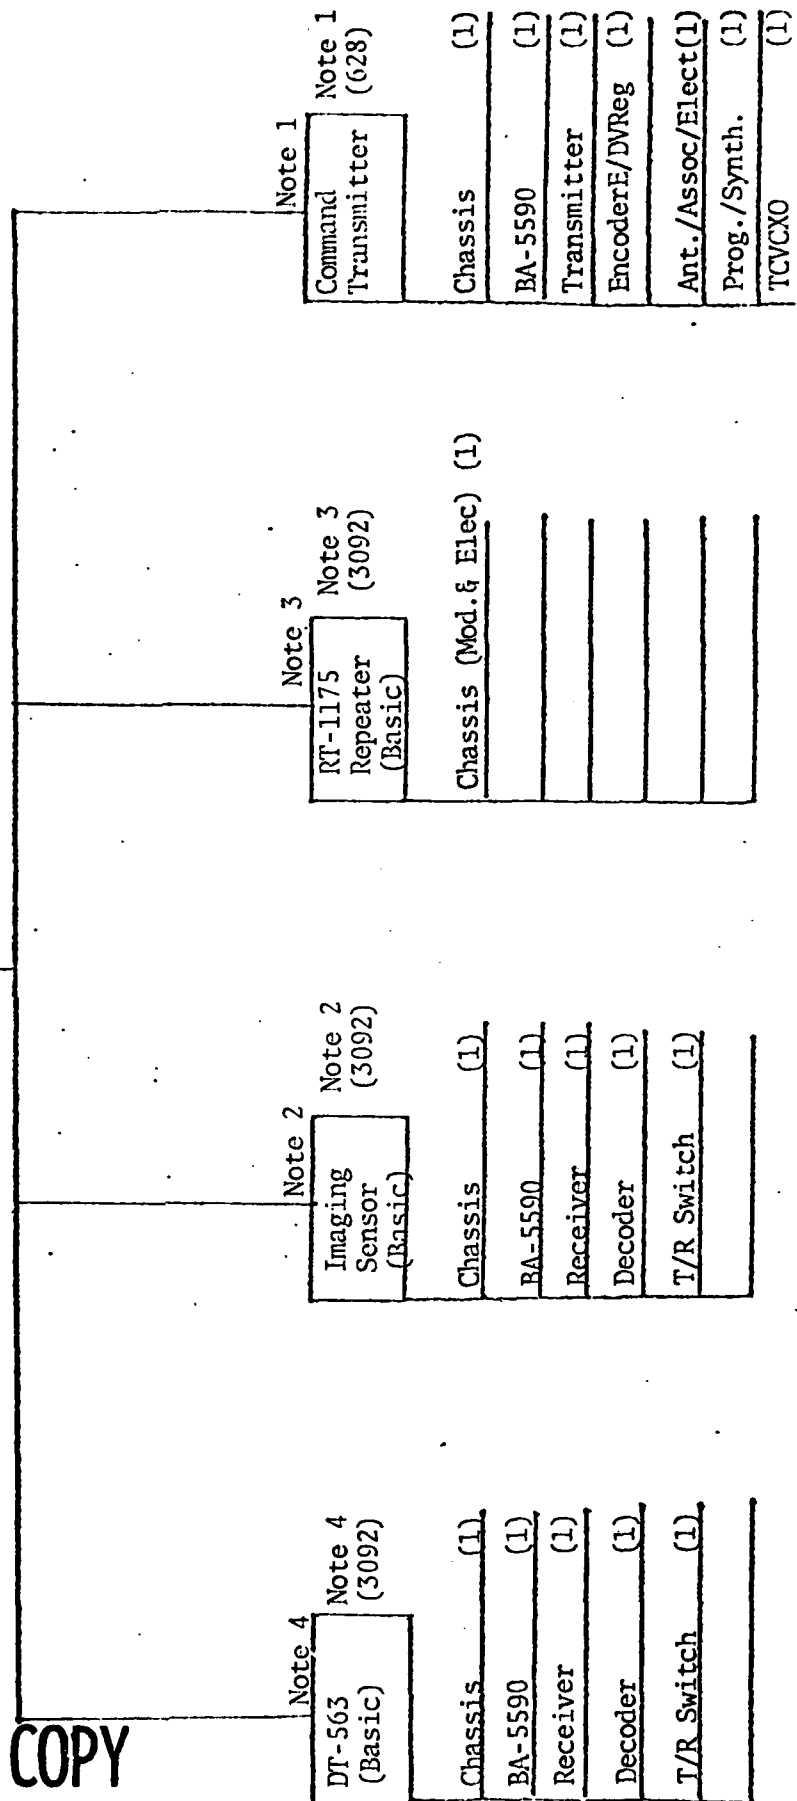 COPY
Note 4
DT-563
(Basic)
Note 4
(3092)
Chassis (1)
BA-5590 (1)
Receiver (1)
Decoder (1)
T/R Switch (1)
Note 2
Imaging
Sensor
(Basic)
Note 2
(3092)
Chassis (1)
BA-5590 (1)
Receiver (1)
Decoder (1)
T/R Switch (1)
Note 3
RT-1175
Repeater
(Basic)
Note 3
(3092)
Chassis (Mod.& Elec) (1)
Note 1
Command
Transmitter
Note 1
(628)
Chassis (1)
BA-5590 (1)
Transmitter (1)
EncoderE/DVReg (1)
Ant./Assoc/Elect(1)
Prog./Synth. (1)
TCVCXO (1)